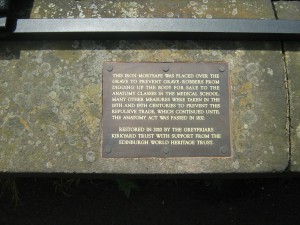 THIS IRON MORTSAFE WAS PLACED OVER THE
GRAVE TO PREVENT GRAVE-ROBBERS FROM
DIGGING UP THE BODY FOR SALE TO THE
ANATOMY CLASSES IN THE MEDICAL SCHOOL.
MANY OTHER MEASURES WERE TAKEN IN THE
18TH AND 19TH CENTURIES TO PREVENT THIS
REPULSIVE TRADE, WHICH CONTINUED UNTIL
THE ANATOMY ACT WAS PASSED IN 1832.
RESTORED IN BY THE GREYFRIARS
KIRKYARD TRUST WITH SUPPORT FROM THE
EDINBURGH WORLD HERITAGE TRUST.